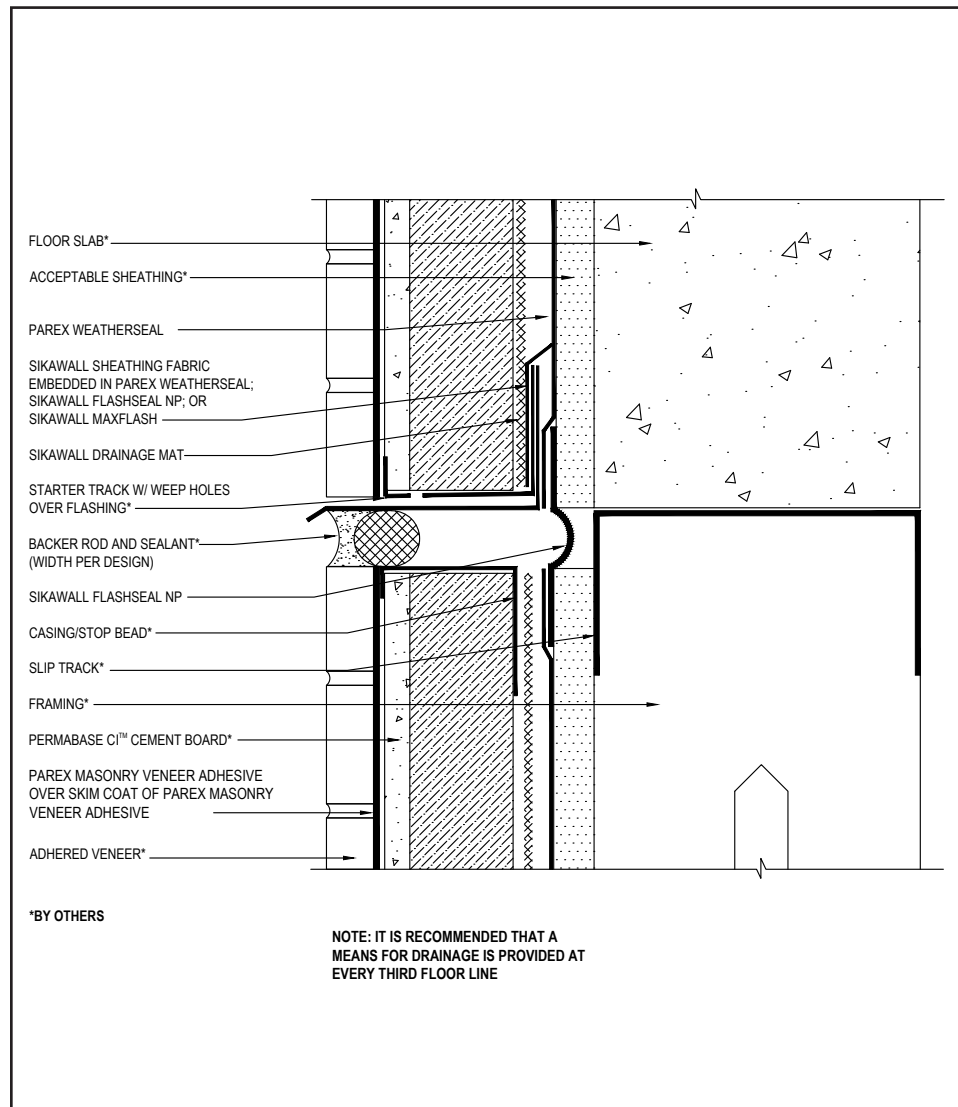 FLOOR SLAB*
ACCEPTABLE SHEATHING*
PAREX WEATHERSEAL
SIKAWALL SHEATHING FABRIC
EMBEDDED IN PAREX WEATHERSEAL;
SIKAWALL FLASHSEAL NP; OR
SIKAWALL MAXFLASH
SIKAWALL DRAINAGE MAT
STARTER TRACK W/ WEEP HOLES
OVER FLASHING*
BACKER ROD AND SEALANT*
(WIDTH PER DESIGN)
SIKAWALL FLASHSEAL NP
CASING/STOP BEAD*
SLIP TRACK*
FRAMING*
PERMABASE CI™ CEMENT BOARD*
PAREX MASONRY VENEER ADHESIVE
OVER SKIM COAT OF PAREX MASONRY
VENEER ADHESIVE
ADHERED VENEER*
*BY OTHERS
NOTE: IT IS RECOMMENDED THAT A
MEANS FOR DRAINAGE IS PROVIDED AT
EVERY THIRD FLOOR LINE